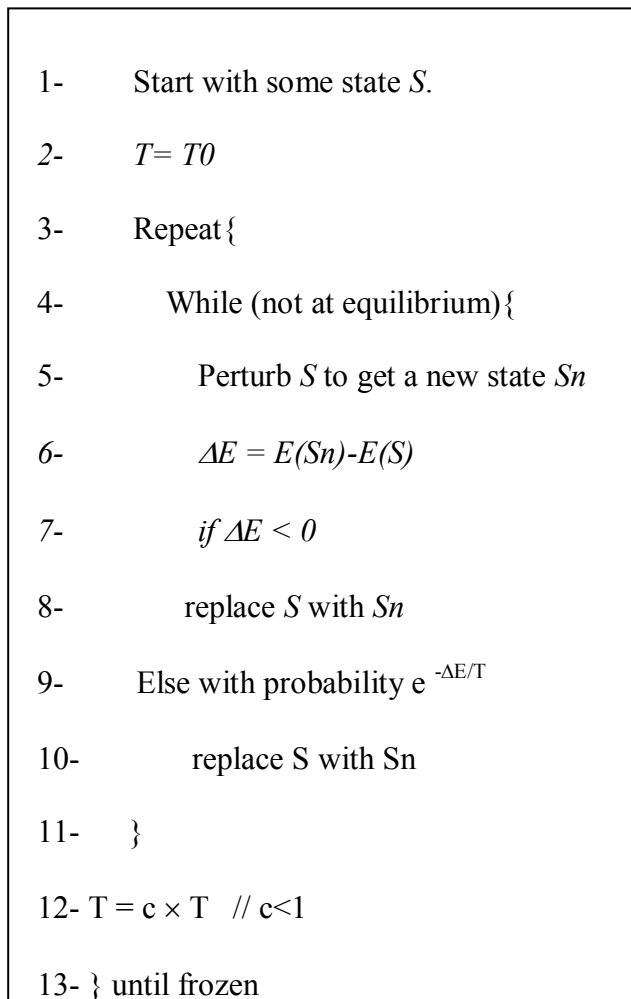 1- Start with some state S.
2- T= T0
3- Repeat{
4- While (not at equilibrium){
5- Perturb S to get a new state Sn
6- ΔE = E(Sn)-E(S)
7- if ΔE < 0
8- replace S with Sn
9- Else with probability e -ΔE/T
10- replace S with Sn
11- }
12- T = c × T // c<1
13- } until frozen